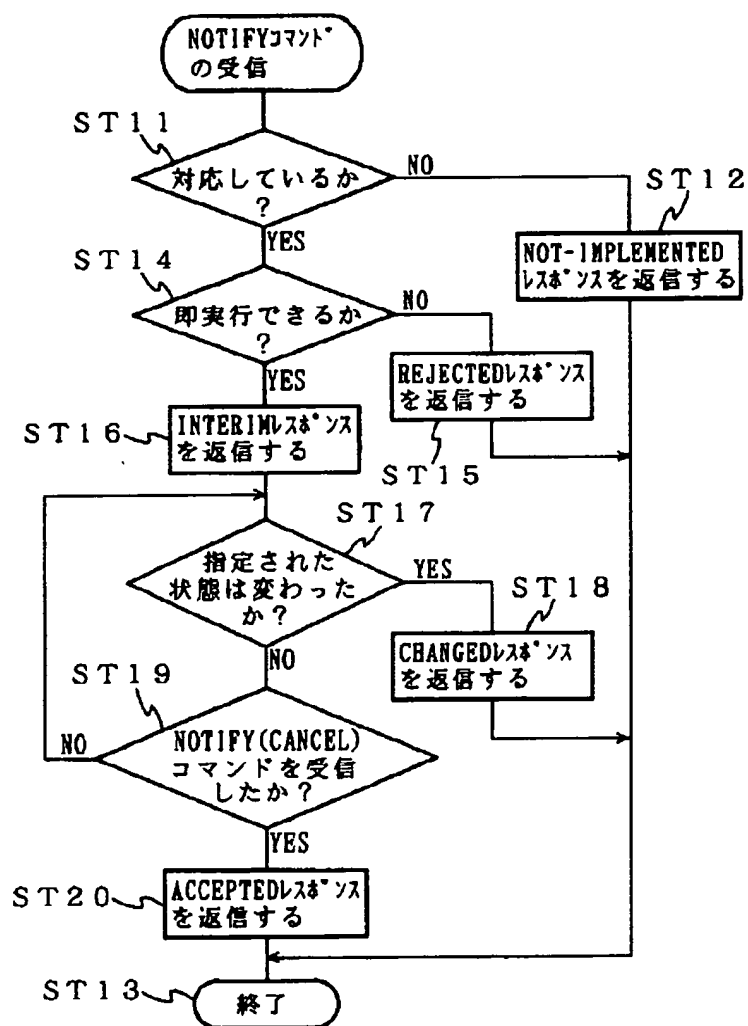 NOTIFYコマンド
の受信
ST11
対応しているか
?
NO
YES
ST12
NOT-IMPLEMENTED
レスポンスを返信する
ST14
即実行できるか
?
NO
YES
REJECTEDレスポンス
を返信する
ST15
ST16
INTERIMレスポンス
を返信する
ST17
指定された
状態は変わった
か?
YES
NO
ST18
CHANGEDレスポンス
を返信する
ST19
NOTIFY(CANCEL)
コマンドを受信
したか?
NO
YES
ST20
ACCEPTEDレスポンス
を返信する
ST13
終了